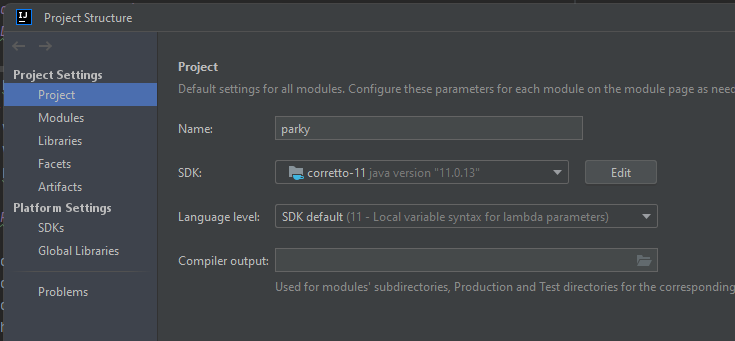 IJ Project Structure
Project Settings
Project
Modules
Libraries
Facets
Artifacts
Platform Settings
SDKs
Global Libraries
Problems
Project
Default settings for all modules. Configure these parameters for each module on the module page as need
Name: parky
SDK: corretto-11 java version "11.0.13" Edit
Language level: SDK default (11 - Local variable syntax for lambda parameters)
Compiler output:
Used for modules' subdirectories, Production and Test directories for the corresponding